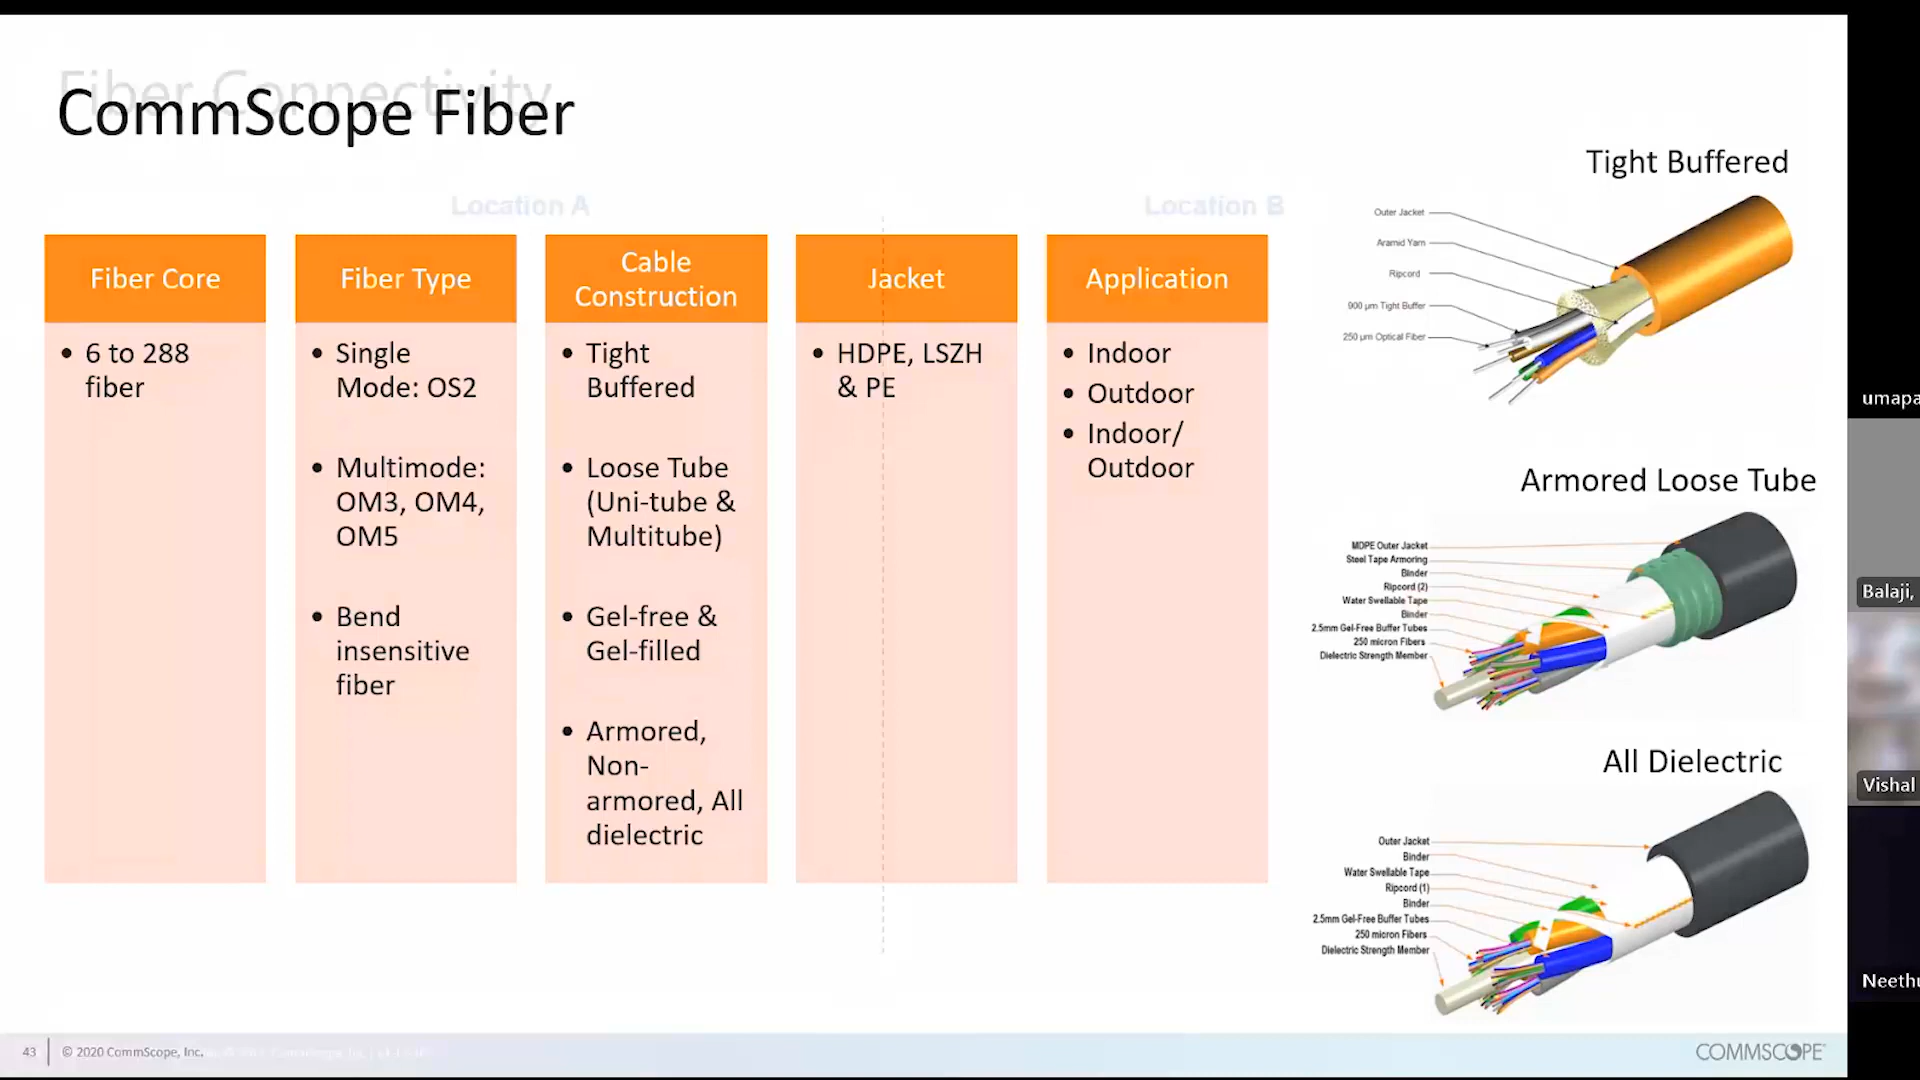 Fiber Connectivity
CommScope Fiber
Location A
Location B
Fiber Core
• 6 to 288
fiber
Fiber Type
• Single
Mode: OS2
• Multimode:
OM3, OM4,
OM5
• Bend
insensitive
fiber
Cable
Construction
• Tight
Buffered
• Loose Tube
(Uni-tube &
Multitube)
• Gel-free &
Gel-filled
• Armored,
Non-
armored, All
dielectric
Jacket
• HDPE, LSZH
& PE
Application
• Indoor
• Outdoor
• Indoor/
Outdoor
Tight Buffered
Outer Jacket
Aramid Yarn
Ripcord
900 µm Tight Buffer
250 µm Optical Fiber
Armored Loose Tube
MDPE Outer Jacket
Steel Tape Armoring
Binder
Ripcord (2)
Water Swellable Tape
Binder
2.5mm Gel-Free Buffer Tubes
250 micron Fibers
Dielectric Strength Member
All Dielectric
Outer Jacket
Binder
Water Swellable Tape
Ripcord (1)
Binder
2.5mm Gel-Free Buffer Tubes
250 micron Fibers
Dielectric Strength Member
umapa
Balaji,
Vishal
Neethu
43
© 2020 CommScope, Inc.
COMMSCOPE